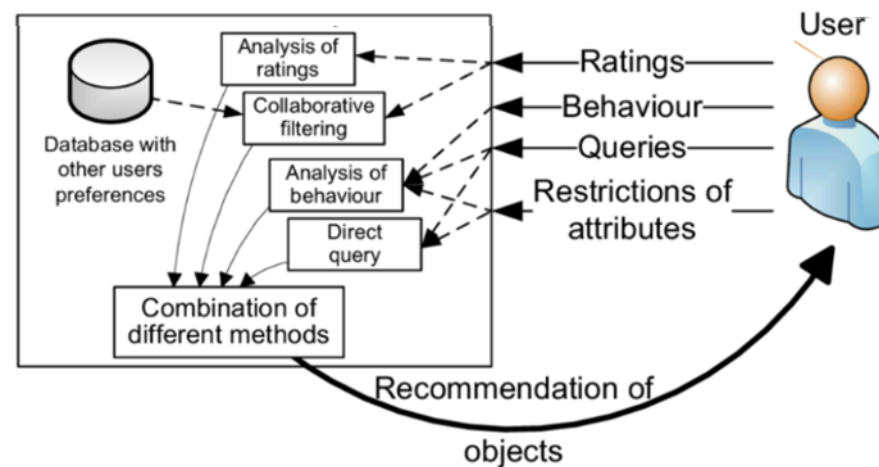 User
Analysis of
ratings
Ratings
Collaborative
filtering
Behaviour
Database with
other users
preferences
Analysis of
behaviour
Queries
Restrictions of
attributes
Direct
query
Combination of
different methods
Recommendation of
objects